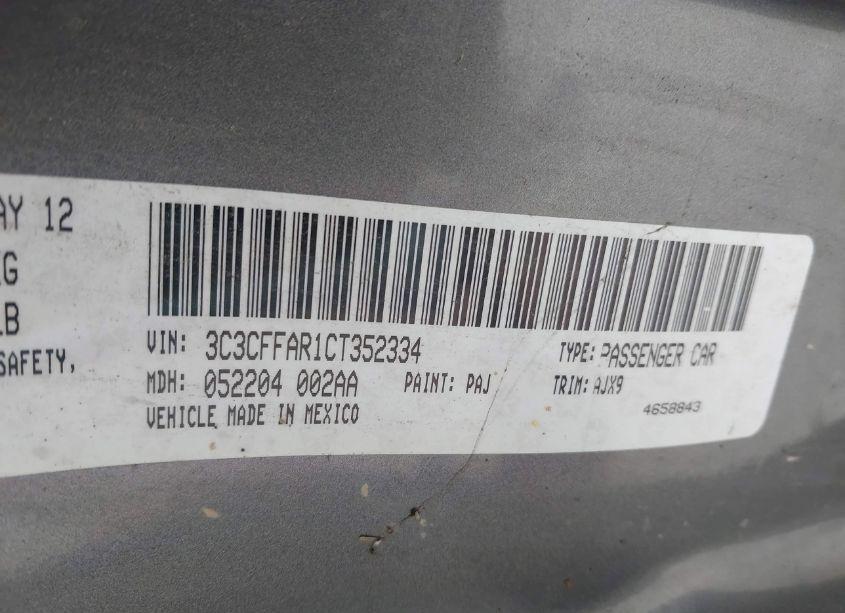 AY 12
G
LB
SAFETY,
VIN: 3C3CFFAR1CT352334 TYPE: PASSENGER CAR
MDH: 052204 002AA PAINT: PAJ TRIM: AJX9
VEHICLE MADE IN MEXICO 4658843